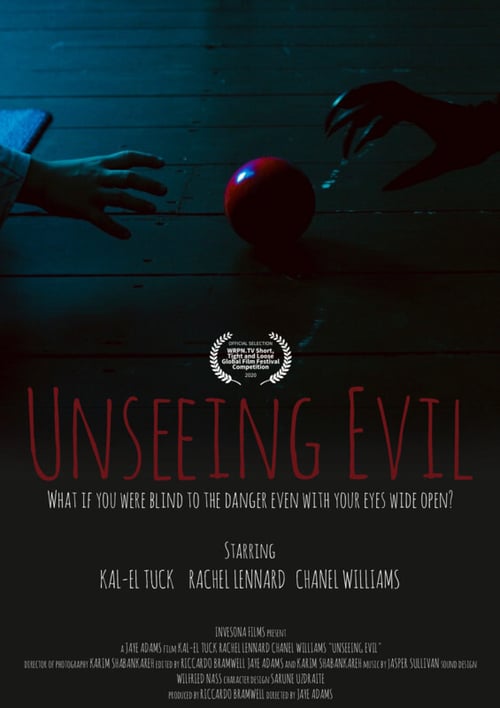 OFFICIAL SELECTION
WRPN.TV Short,
Tight and Loose
Global Film Festival
Competition
2020
UNSEEING EVIL
WHAT IF YOU WERE BLIND TO THE DANGER EVEN WITH YOUR EYES WIDE OPEN?
STARRING
KAL-EL TUCK RACHEL LENNARD CHANEL WILLIAMS
INVESONA FILMS PRESENT
A JAYE ADAMS FILM KAL-EL TUCK RACHEL LENNARD CHANEL WILLIAMS "UNSEEING EVIL"
DIRECTOR OF PHOTOGRAPHY KARIM SHABANKAREH EDITED BY RICCARDO BRAMWELL JAYE ADAMS AND KARIM SHABANKAREH MUSIC BY JASPER SULLIVAN SOUND DESIGN
WILFRIED NASS CHARACTER DESIGN SARUNE UZDRAITE
PRODUCED BY RICCARDO BRAMWELL DIRECTED BY JAYE ADAMS